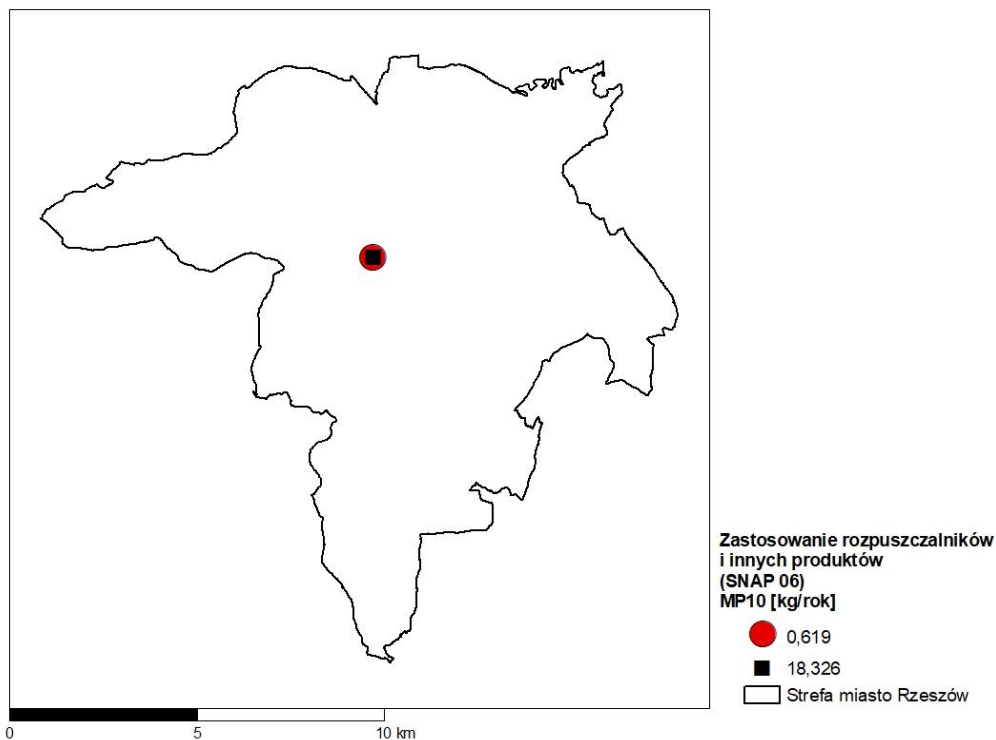 Zastosowanie rozpuszczalników
i innych produktów
(SNAP 06)
MP10 [kg/rok]
0,619
18,326
Strefa miasto Rzeszów
0 5 10 km